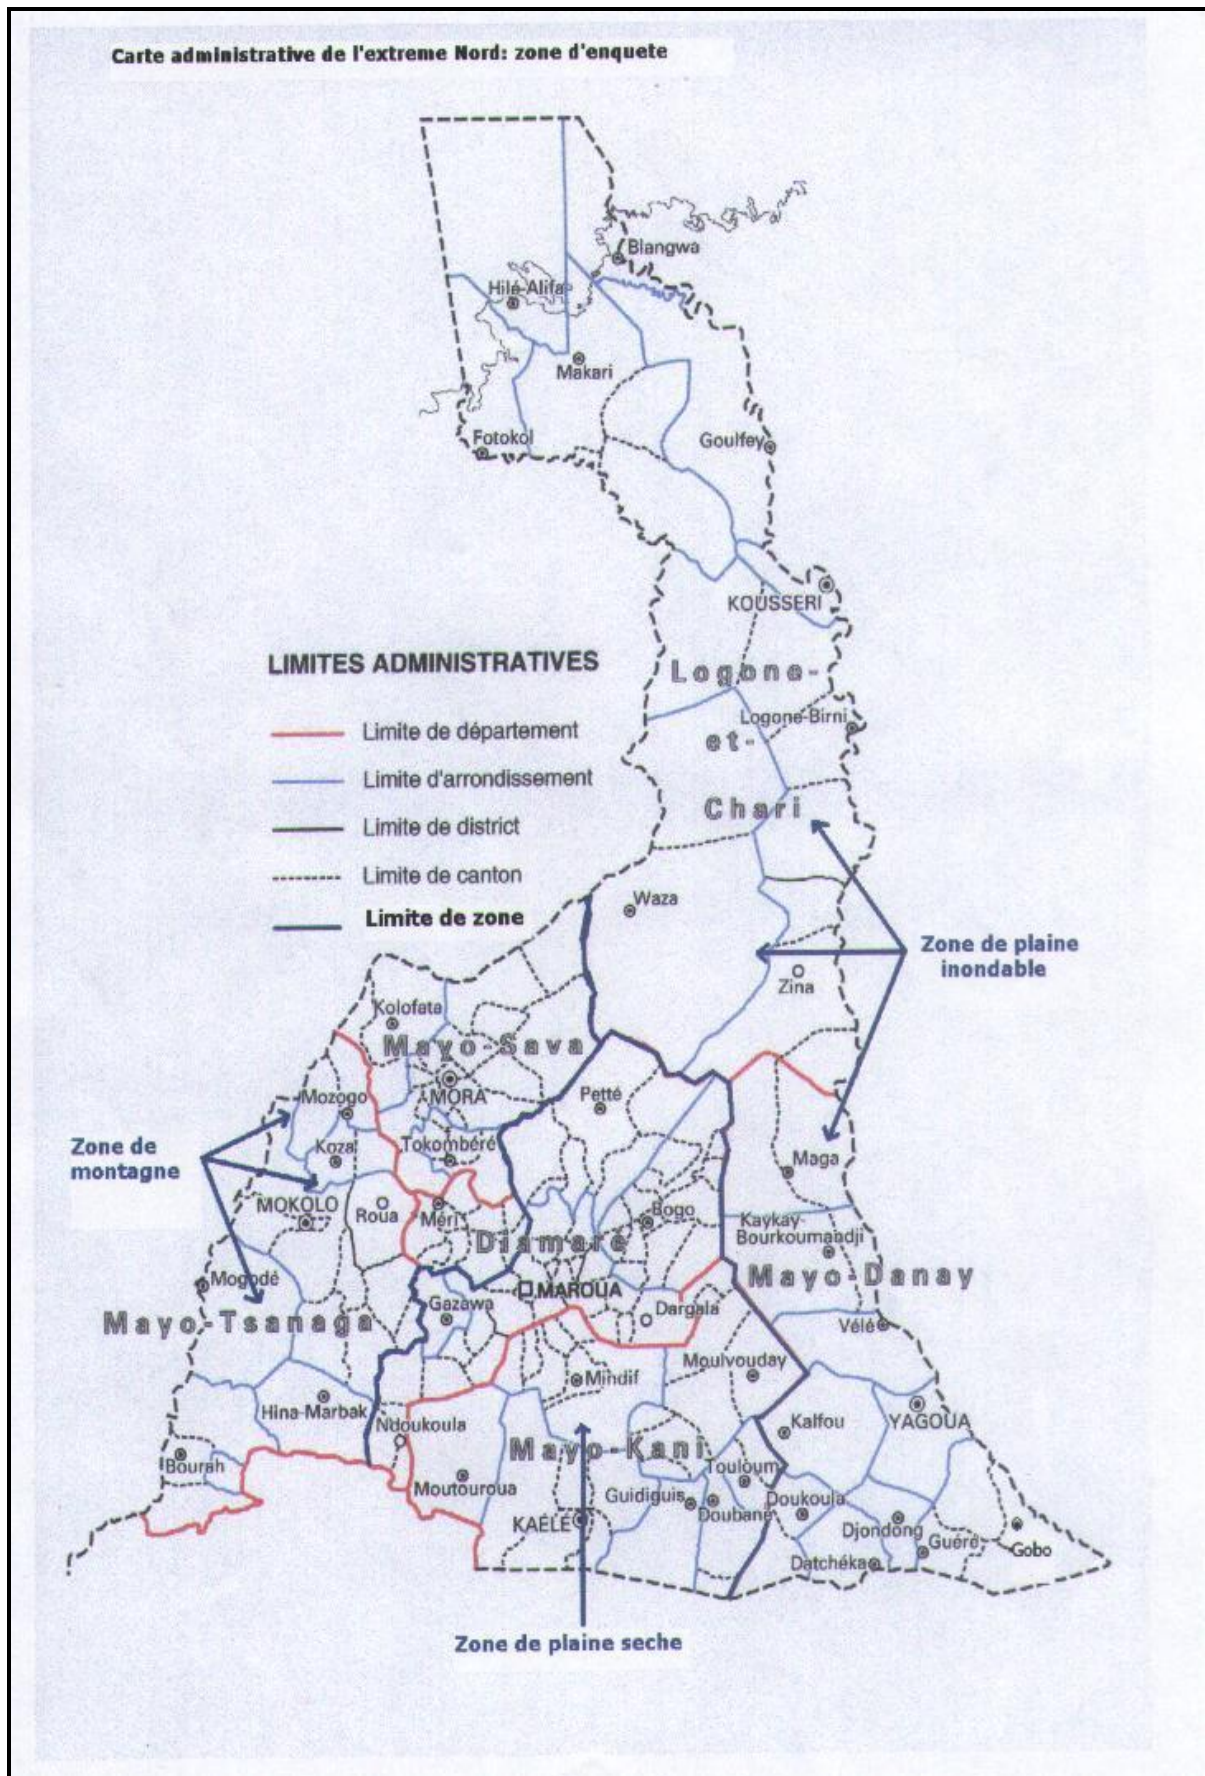 Carte administrative de l'extreme Nord: zone d'enquete
Blangwa
Hilé-Alifa
Makari
Fotokol
Goulfey
KOUSSERI
LIMITES ADMINISTRATIVES
Logone-
Limite de département
Logone-Birni
et-
Limite d'arrondissement
Chari
Limite de district
Limite de canton
Waza
Limite de zone
Zone de plaine
inondable
Zina
Kolofata
Mayo-Sava
MORA
Petté
Mozogo
Zone de
montagne
Koza
Tokombéré
Maga
MOKOLO
Roua
Méri
Bogo
Kaykay-
Bourkoumandji
Diamaré
Mogodé
MAROUA
Mayo-Danay
Gazawa
Dargala
Mayo-Tsanaga
Vélé
Moulvouday
Mindif
Hina-Marbak
Ndoukoula
Kalfou
YAGOUA
Mayo-Kani
Bourah
Touloum
Moutouroua
Guidiguis
Doubané
Doukoula
KAÉLÉ
Djondong
Guéré
Gobo
Datchéka
Zone de plaine seche